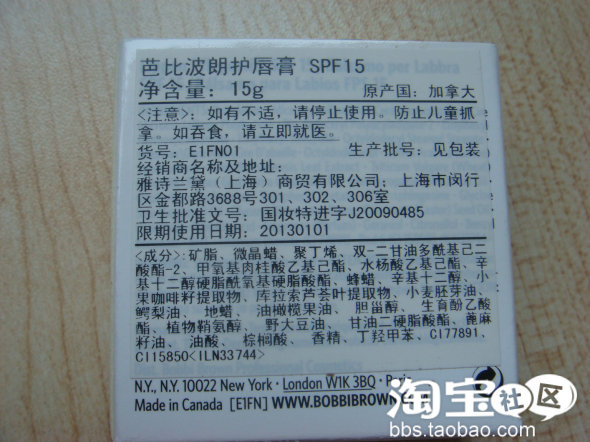 芭比波朗护唇膏 SPF15
净含量: 15g 原产国: 加拿大
<注意>: 如有不适, 请停止使用。防止儿童抓
拿。如吞食, 请立即就医。
货号: E1FN01 生产批号: 见包装
经销商名称及地址:
雅诗兰黛(上海)商贸有限公司; 上海市闵行
区金都路3688号301、302、306室
卫生批准文号: 国妆特进字J20090485
限期使用日期: 20130101
<成分>: 矿脂、微晶蜡、聚丁烯、双-二甘油多酰基己二
酸酯-2、甲氧基肉桂酸乙基己酯、水杨酸乙基己酯、辛
基十二醇硬脂酰氧基硬脂酸酯、蜂蜡、辛基十二醇、小
果咖啡籽提取物、库拉索芦荟叶提取物、小麦胚芽油、
鳄梨油、地蜡、油橄榄果油、胆甾醇、生育酚乙酸
酯、植物鞘氨醇、野大豆油、甘油二硬脂酸酯、蓖麻
籽油、油酸、棕榈酸、香精、丁羟甲苯、CI77891、
CI15850<ILN33744>
N.Y., N.Y. 10022 New York · London W1K 3BQ · Paris
Made in Canada [E1FN] WWW.BOBBIBROWN
淘宝社区
bbs.taobao.com